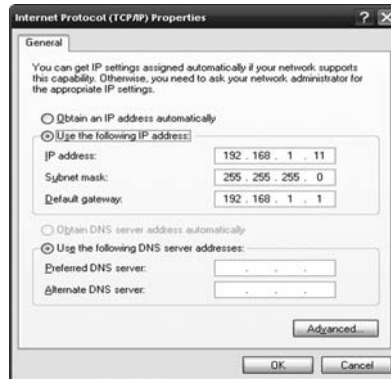 Internet Protocol (TCP/IP) Properties
General
You can get IP settings assigned automatically if your network supports
this capability. Otherwise, you need to ask your network administrator for
the appropriate IP settings.
Obtain an IP address automatically
Use the following IP address:
IP address: 192 . 168 . 1 . 11
Subnet mask: 255 . 255 . 255 . 0
Default gateway: 192 . 168 . 1 . 1
Obtain DNS server address automatically
Use the following DNS server addresses:
Preferred DNS server: . . .
Alternate DNS server: . . .
Advanced...
OK Cancel